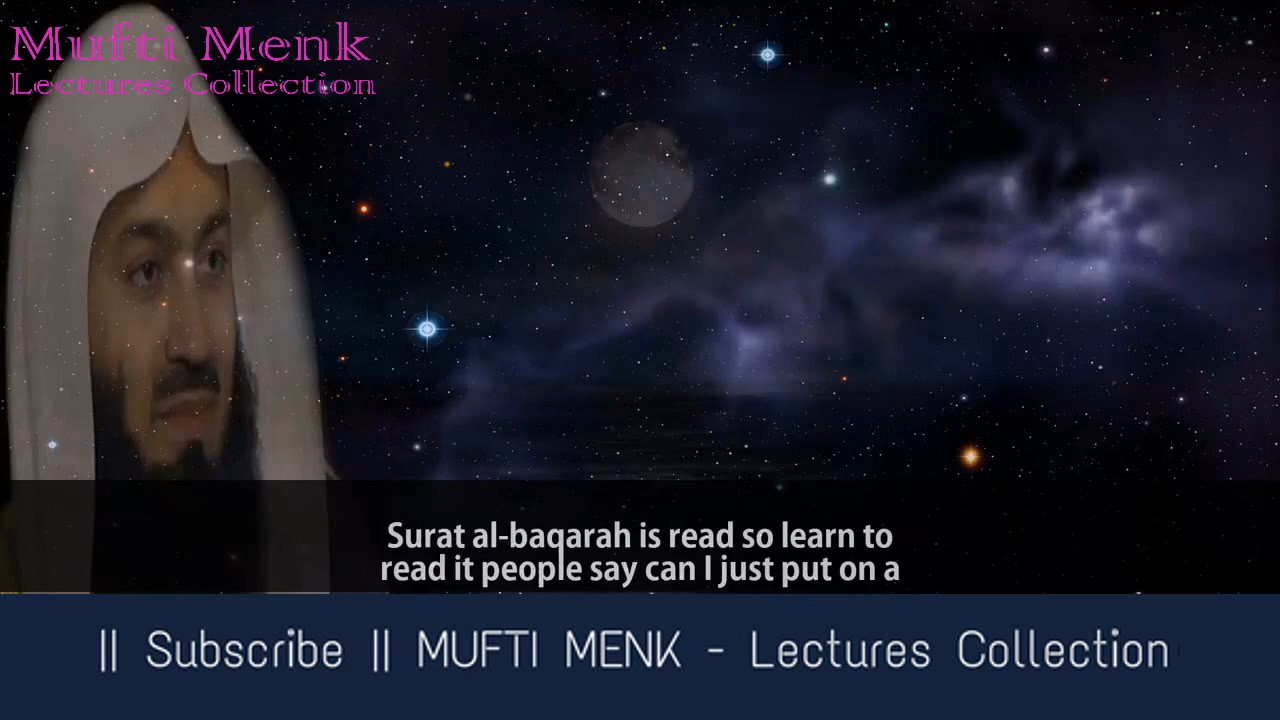 Mufti Menk
Lectures Collection
Surat al-baqarah is read so learn to
read it people say can I just put on a
|| Subscribe || MUFTI MENK - Lectures Collection